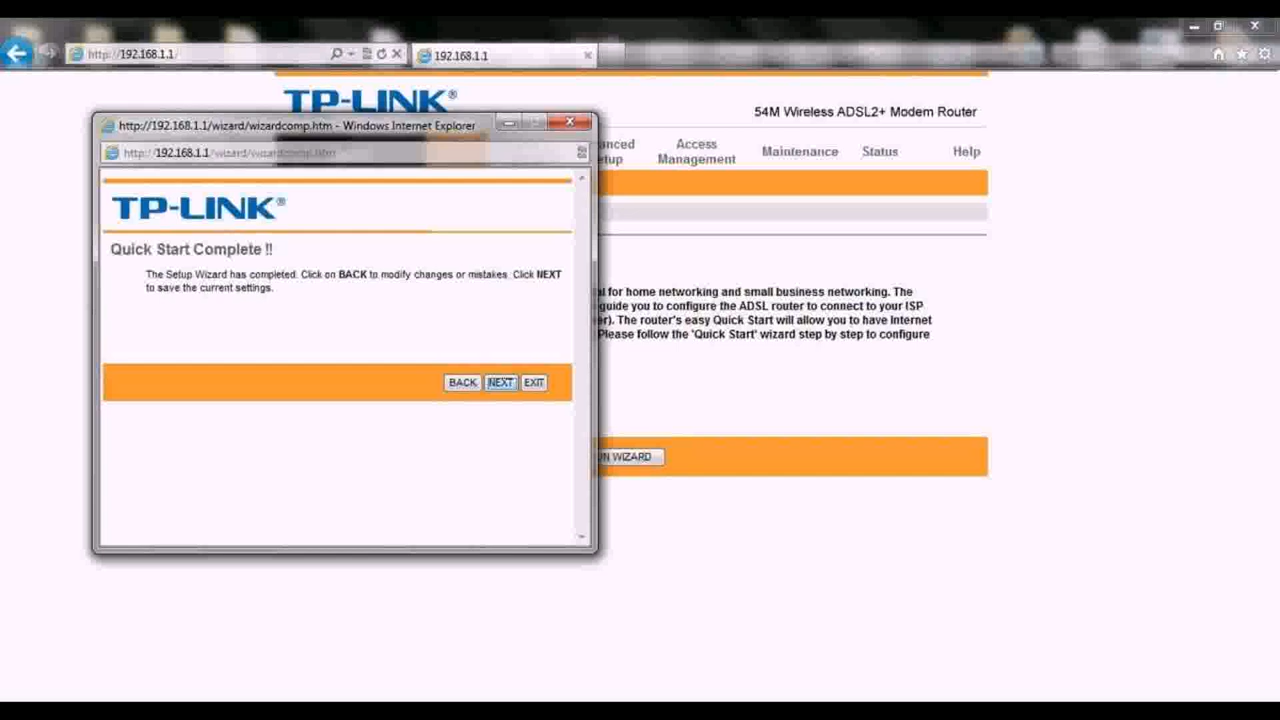 http://192.168.1.1/
192.168.1.1
TP-LINK®
54M Wireless ADSL2+ Modem Router
http://192.168.1.1/wizard/wizardcomp.htm - Windows Internet Explorer
http://192.168.1.1/wizard/wizardcomp.htm
Access
Management
Maintenance
Status
Help
TP-LINK®
Quick Start Complete !!
The Setup Wizard has completed. Click on BACK to modify changes or mistakes. Click NEXT
to save the current settings.
for home networking and small business networking. The
guide you to configure the ADSL router to connect to your ISP
The router's easy Quick Start will allow you to have Internet
Please follow the 'Quick Start' wizard step by step to configure
BACK NEXT EXIT
WIZARD